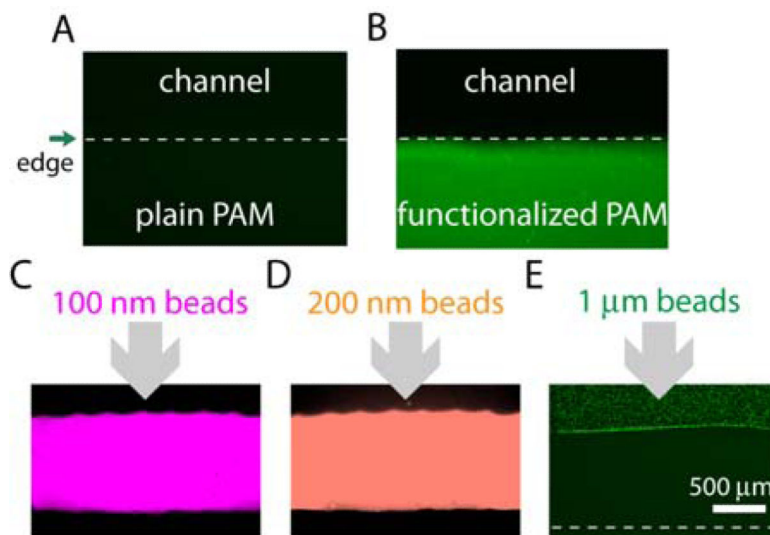 A
channel
edge
plain PAM
B
channel
functionalized PAM
C
100 nm beads
D
200 nm beads
E
1 μm beads
500 μm